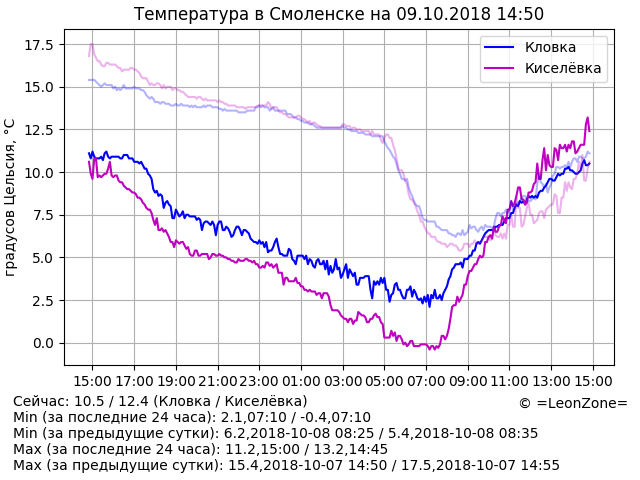 Температура в Смоленске на 09.10.2018 14:50
градусов Цельсия, °C
17.5
15.0
12.5
10.0
7.5
5.0
2.5
0.0
Кловка
Киселёвка
15:00 17:00 19:00 21:00 23:00 01:00 03:00 05:00 07:00 09:00 11:00 13:00 15:00
Сейчас: 10.5 / 12.4 (Кловка / Киселёвка)
© =LeonZone=
Min (за последние 24 часа): 2.1,07:10 / -0.4,07:10
Min (за предыдущие сутки): 6.2,2018-10-08 08:25 / 5.4,2018-10-08 08:35
Max (за последние 24 часа): 11.2,15:00 / 13.2,14:45
Max (за предыдущие сутки): 15.4,2018-10-07 14:50 / 17.5,2018-10-07 14:55